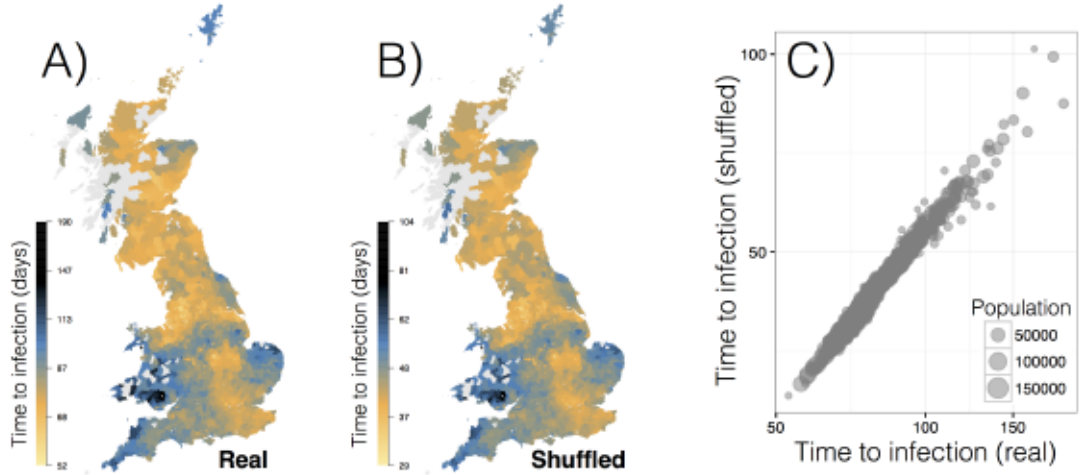 A)
Time to infection (days)
190
147
113
87
68
52
Real
B)
Time to infection (days)
104
81
62
48
37
29
Shuffled
C)
Time to infection (shuffled)
100
50
50
100
150
Time to infection (real)
Population
50000
100000
150000